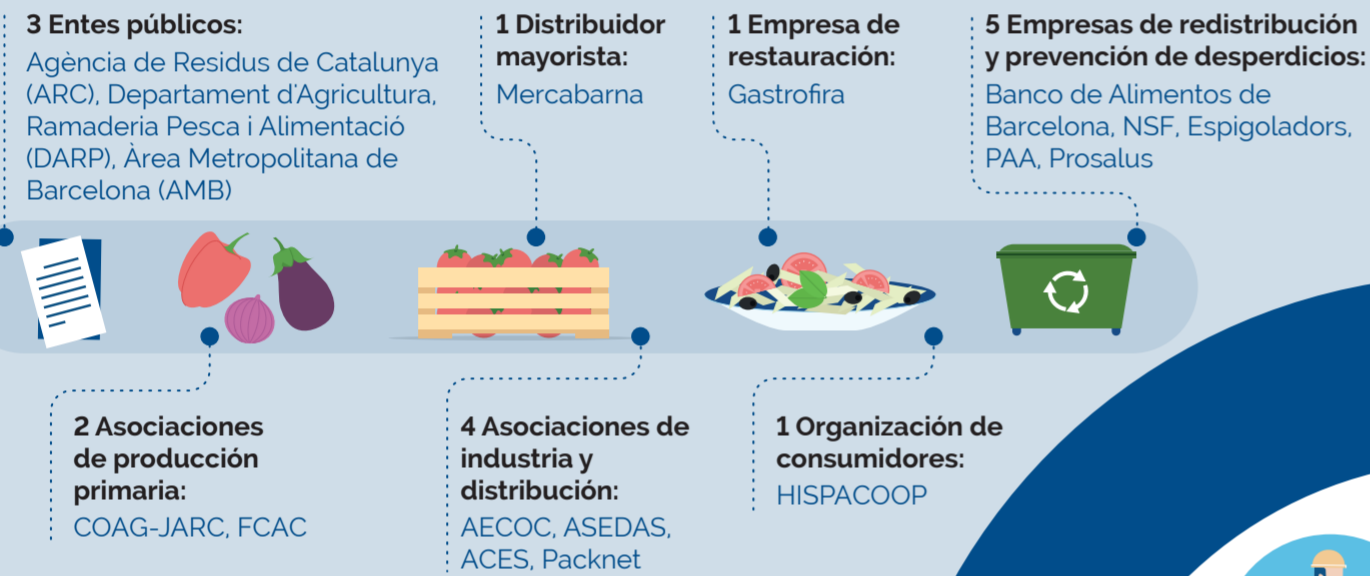 3 Entes públicos:
Agència de Residus de Catalunya
(ARC), Departament d'Agricultura,
Ramaderia Pesca i Alimentació
(DARP), Àrea Metropolitana de
Barcelona (AMB)
1 Distribuidor
mayorista:
Mercabarna
1 Empresa de
restauración:
Gastrofira
5 Empresas de redistribución
y prevención de desperdicios:
Banco de Alimentos de
Barcelona, NSF, Espigoladors,
PAA, Prosalus
2 Asociaciones
de producción
primaria:
COAG-JARC, FCAC
4 Asociaciones de
industria y
distribución:
AECOC, ASEDAS,
ACES, Packnet
1 Organización de
consumidores:
HISPACOOP